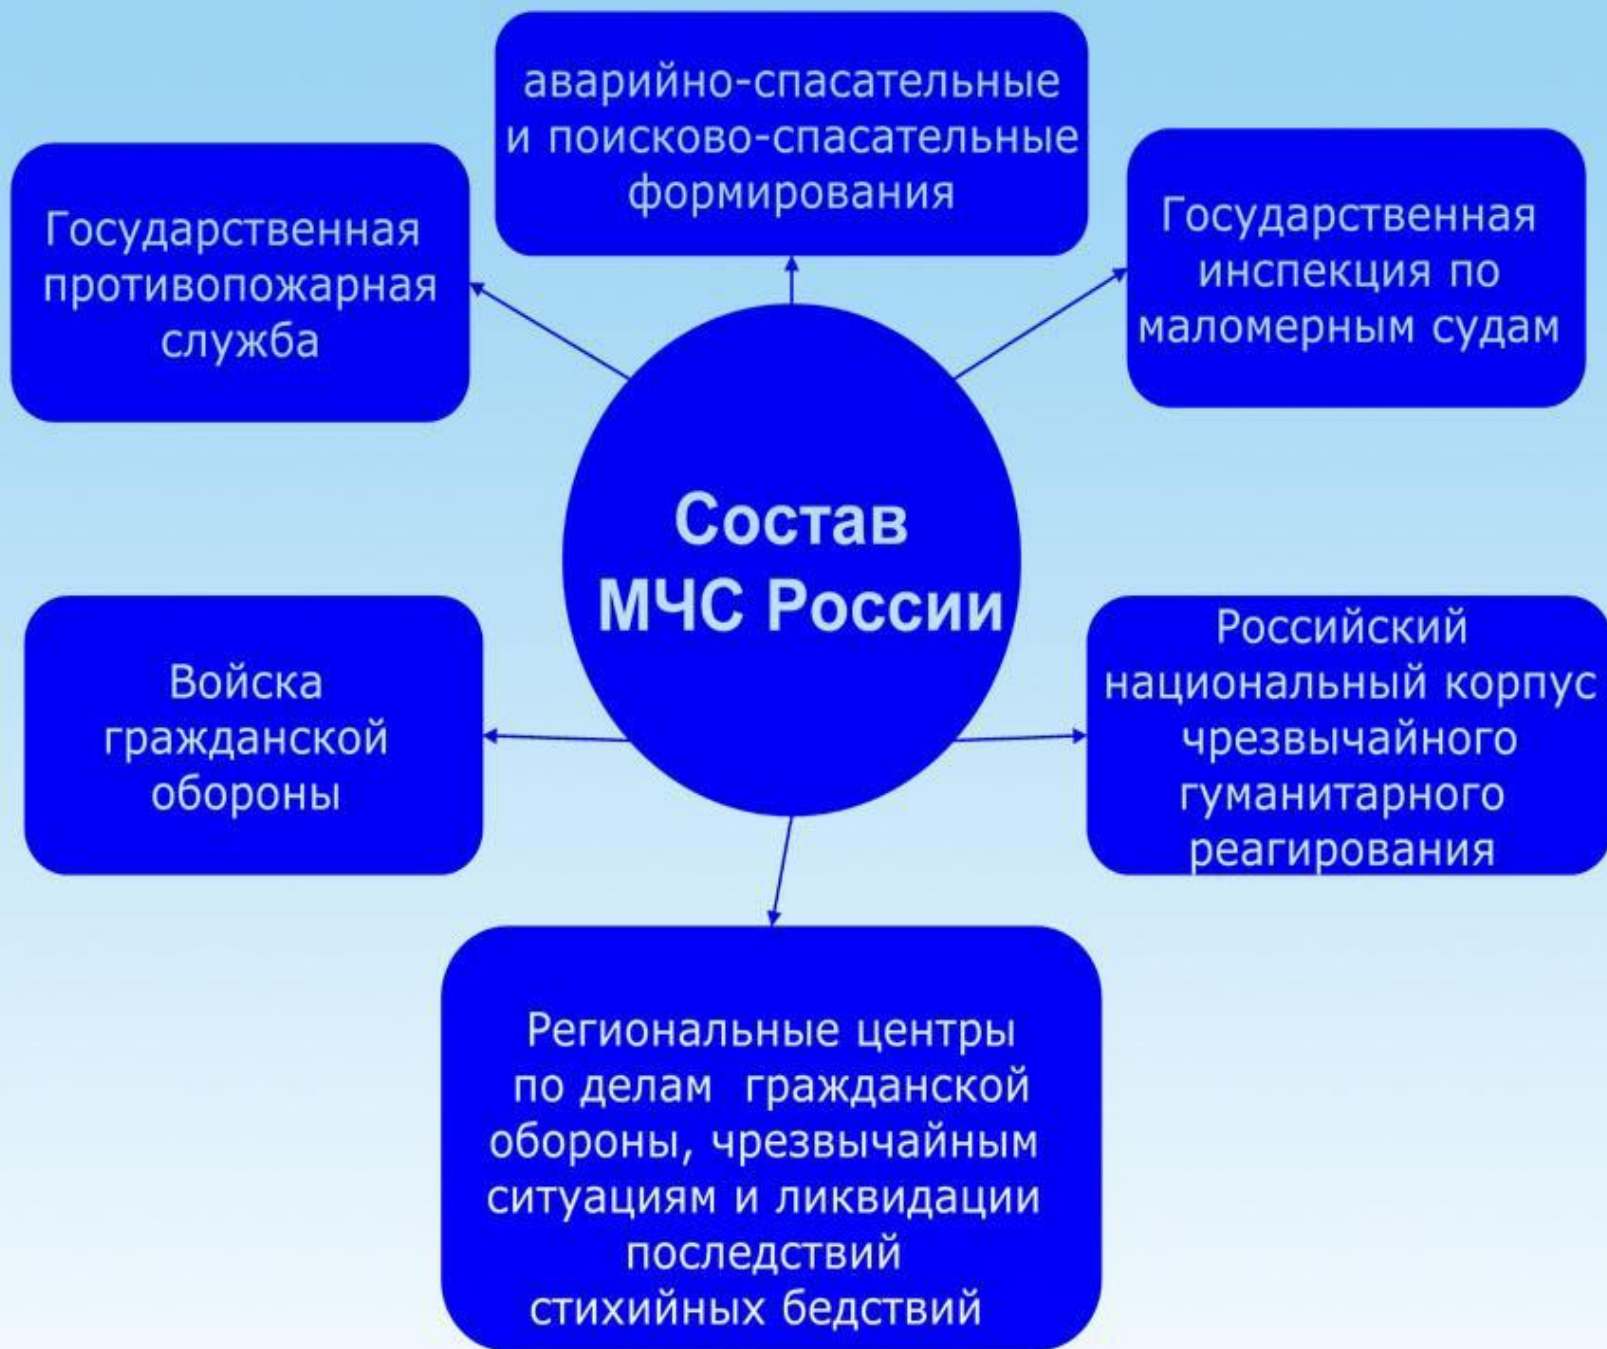 аварийно-спасательные
и поисково-спасательные
формирования
Государственная
противопожарная
служба
Государственная
инспекция по
маломерным судам
Состав
МЧС России
Войска
гражданской
обороны
Российский
национальный корпус
чрезвычайного
гуманитарного
реагирования
Региональные центры
по делам гражданской
обороны, чрезвычайным
ситуациям и ликвидации
последствий
стихийных бедствий